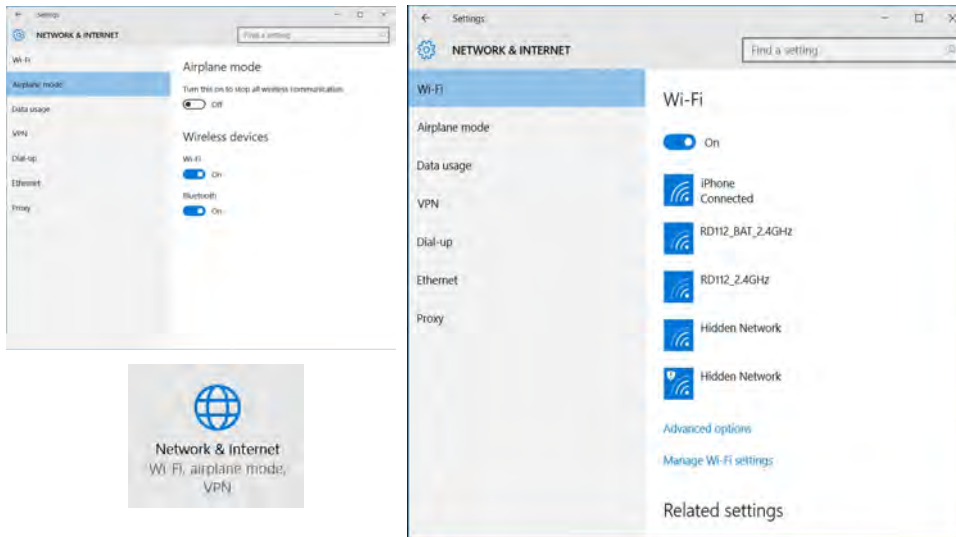 Settings
NETWORK & INTERNET
Find a setting
Wi-Fi
Airplane mode
Data usage
VPN
Dial-up
Ethernet
Proxy
Airplane mode
Turn this on to stop all wireless communication
Off
Wireless devices
Wi-Fi
On
Bluetooth
On
Network & Internet
Wi-Fi, airplane mode,
VPN
Settings
NETWORK & INTERNET
Find a setting
Wi-Fi
Airplane mode
Data usage
VPN
Dial-up
Ethernet
Proxy
Wi-Fi
On
iPhone
Connected
RD112_BAT_2.4GHz
RD112_2.4GHz
Hidden Network
Hidden Network
Advanced options
Manage Wi-Fi settings
Related settings